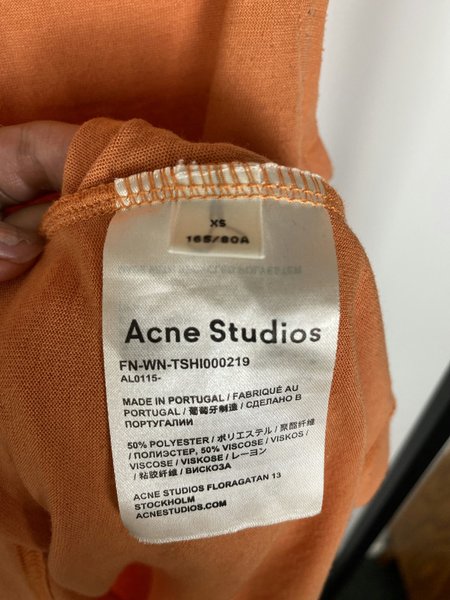 XS
165/80A
Acne Studios
FN-WN-TSHI000219
AL0115-
MADE IN PORTUGAL / FABRIQUÉ AU
PORTUGAL / 葡萄牙制造 / СДЕЛАНО В
ПОРТУГАЛИИ
50% POLYESTER / ポリエステル / 聚酯纤维
/ ПОЛИЭСТЕР, 50% VISCOSE / VISKOS /
VISCOSE / VISKOSE / レーヨン
/ 粘胶纤维 / ВИСКОЗА
ACNE STUDIOS FLORAGATAN 13
STOCKHOLM
ACNESTUDIOS.COM